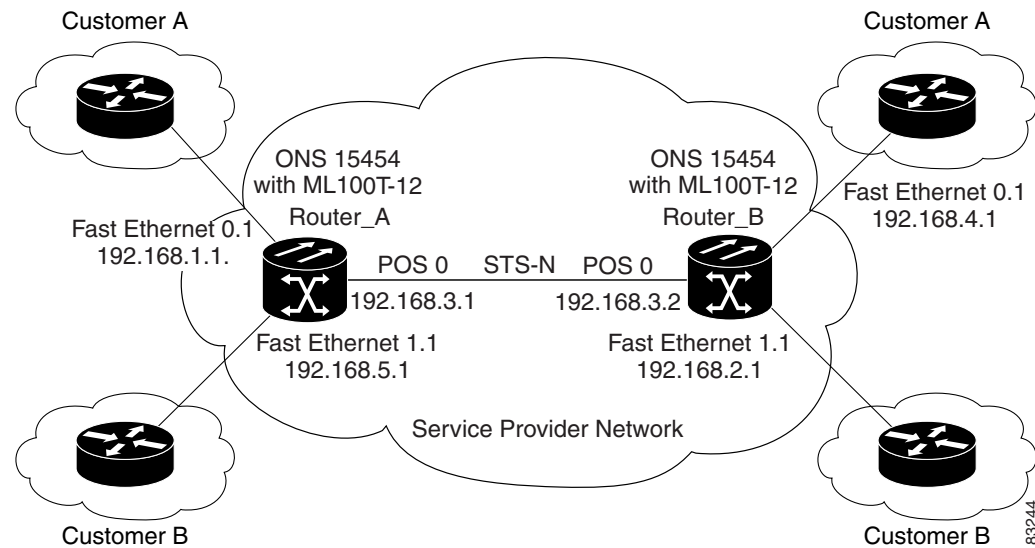 Customer A
Customer A
ONS 15454
with ML100T-12
Router_A
ONS 15454
with ML100T-12
Router_B
Fast Ethernet 0.1
192.168.1.1.
Fast Ethernet 0.1
192.168.4.1
POS 0
STS-N
POS 0
192.168.3.1
192.168.3.2
Fast Ethernet 1.1
192.168.5.1
Fast Ethernet 1.1
192.168.2.1
Service Provider Network
Customer B
Customer B
83244